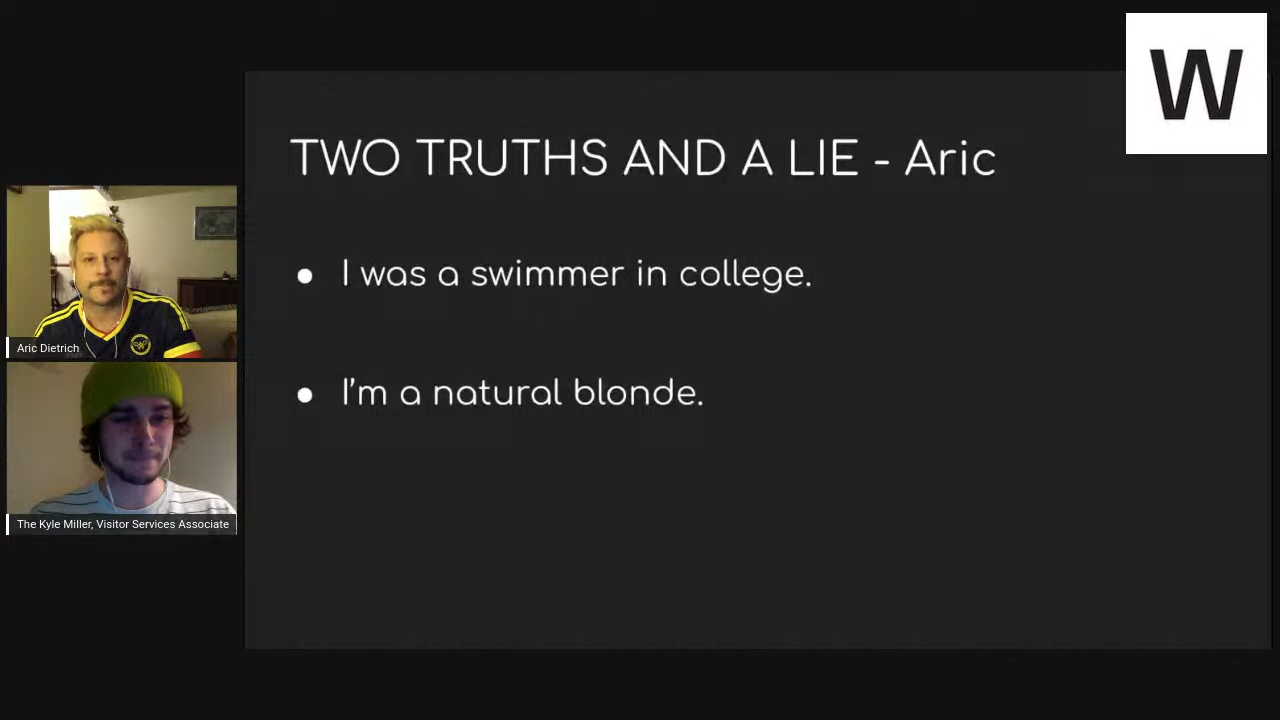 W
TWO TRUTHS AND A LIE - Aric
• I was a swimmer in college.
• I'm a natural blonde.
Aric Dietrich
The Kyle Miller, Visitor Services Associate